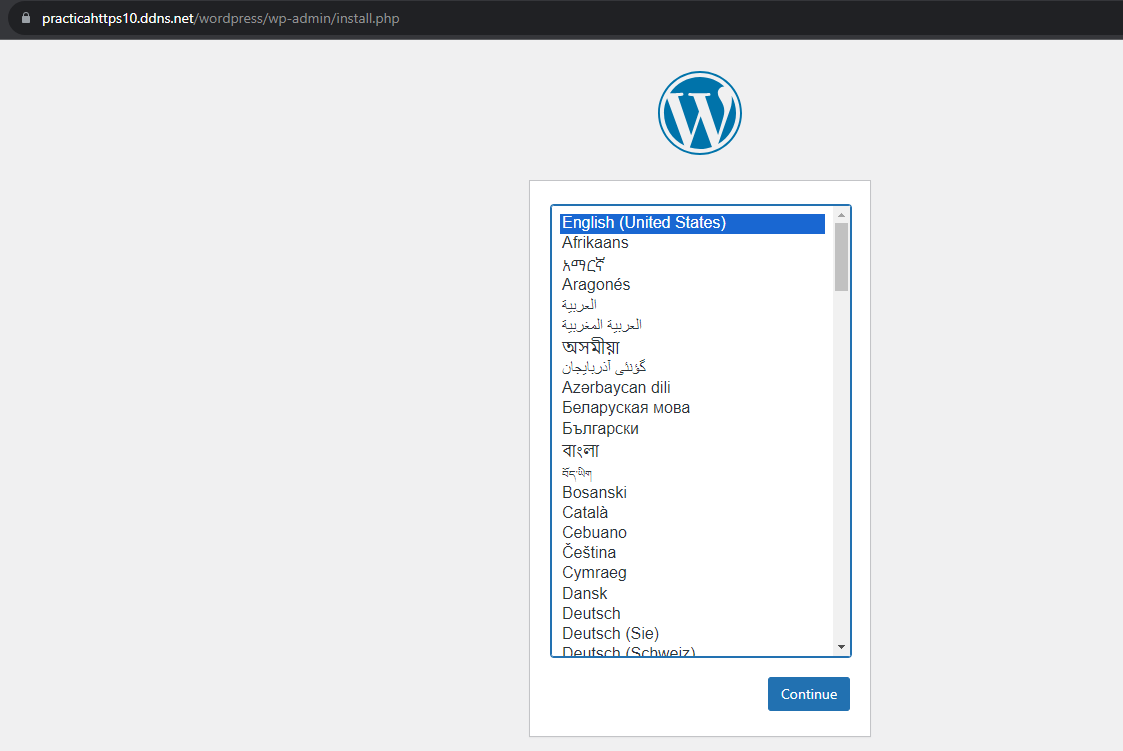 practicahttps10.ddns.net/wordpress/wp-admin/install.php
English (United States)
Afrikaans
አማርኛ
Aragonés
العربية
العربية المغربية
অসমীয়া
گؤنئی آذربایجان
Azərbaycan dili
Беларуская мова
Български
বাংলা
བོད་ཡིག
Bosanski
Català
Cebuano
Čeština
Cymraeg
Dansk
Deutsch
Deutsch (Sie)
Deutsch (Schweiz)
Continue